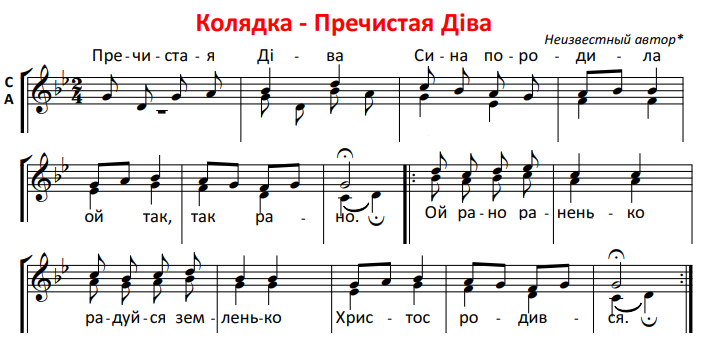 Колядка - Пречистая Діва
Неизвестный автор*
Пре-чи-ста-я Ді-ва Си-на по-ро-ди-ла
С
А
2
4
ой так, так ра-но. Ой ра-но ра-нень-ко
ра-дуй-ся зем-лень-ко Хрис-тос ро-див-ся.